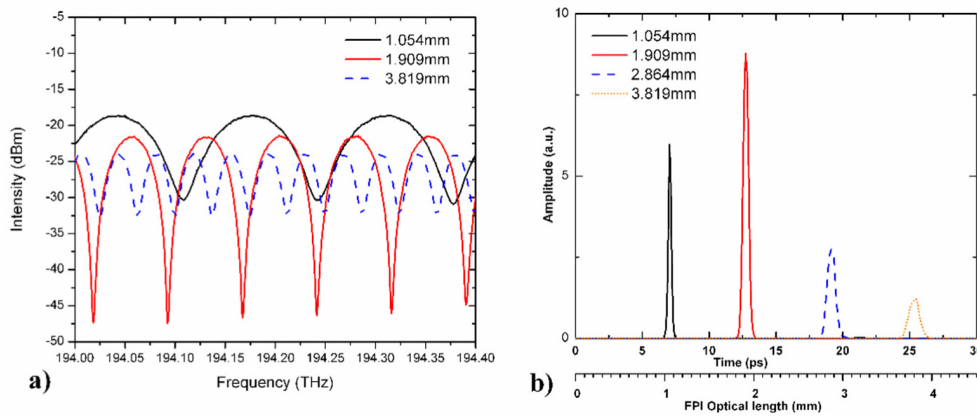 -5
-10
-15
-20
-25
-30
-35
-40
-45
-50
Intensity (dBm)
1.054mm
1.909mm
3.819mm
194.00 194.05 194.10 194.15 194.20 194.25 194.30 194.35 194.40
Frequency (THz)
a)
10
5
0
Amplitude (a.u.)
1.054mm
1.909mm
2.864mm
3.819mm
0 5 10 15 20 25 30
Time (ps)
0 1 2 3 4
FPI Optical length (mm)
b)